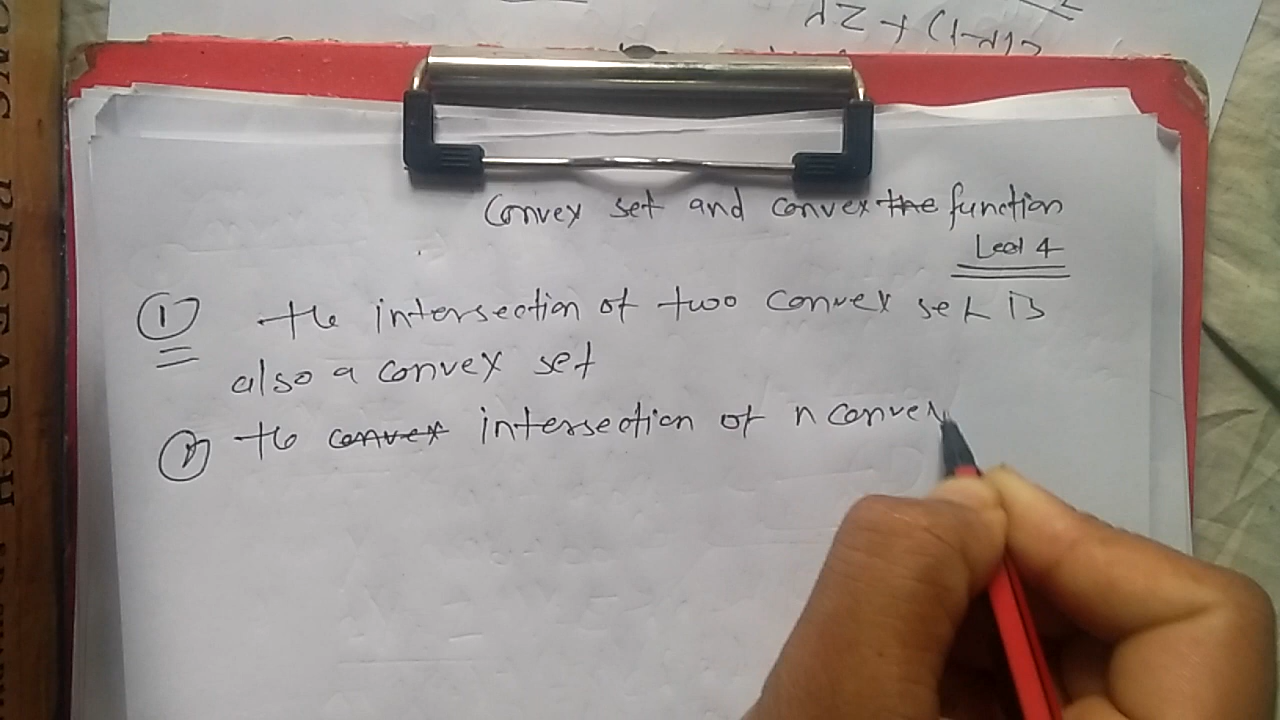 Convex set and convex the function
Lect 4
① the intersection of two convex set is
also a convex set
② the convex intersection of n convex